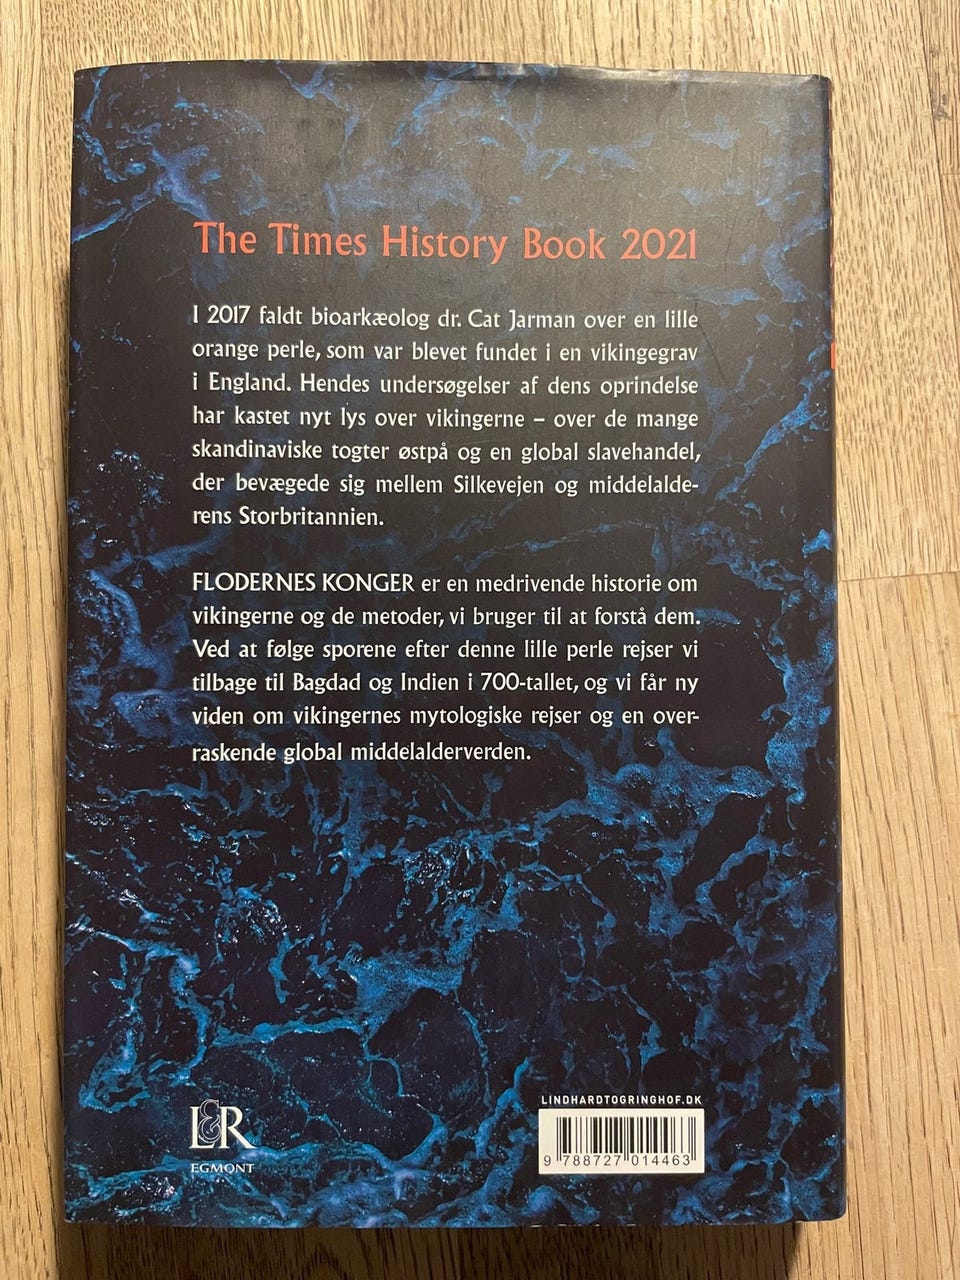 The Times History Book 2021
I 2017 faldt bioarkæolog dr. Cat Jarman over en lille
orange perle, som var blevet fundet i en vikingegrav
i England. Hendes undersøgelser af dens oprindelse
har kastet nyt lys over vikingerne – over de mange
skandinaviske togter østpå og en global slavehandel,
der bevægede sig mellem Silkevejen og middelalde-
rens Storbritannien.
FLODERNES KONGER er en medrivende historie om
vikingerne og de metoder, vi bruger til at forstå dem.
Ved at følge sporene efter denne lille perle rejser vi
tilbage til Bagdad og Indien i 700-tallet, og vi får ny
viden om vikingernes mytologiske rejser og en over-
raskende global middelalderverden.
L&R
EGMONT
LINDHARDTOGRINGHOF.DK
9 788727 014463